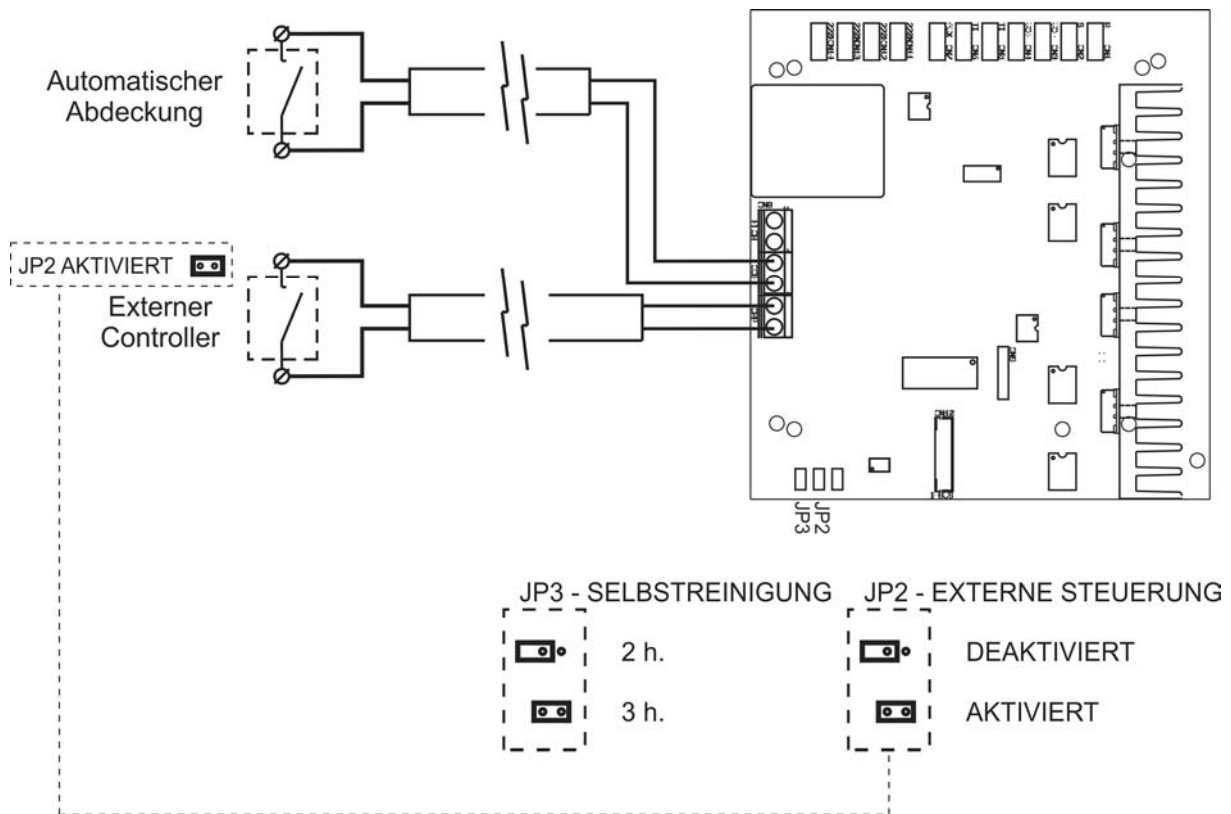 Automatischer
Abdeckung
JP2 AKTIVIERT
Externer
Controller
JP3
JP2
JP3 - SELBSTREINIGUNG
JP2 - EXTERNE STEUERUNG
2 h.
DEAKTIVIERT
3 h.
AKTIVIERT